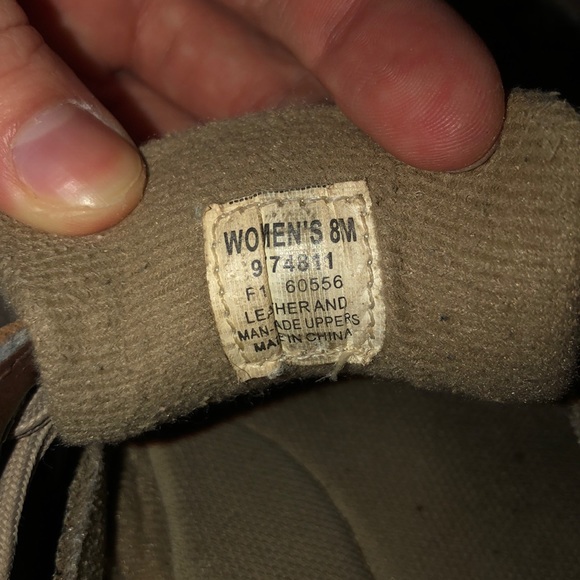 WOMEN'S 8M
974811
F1 60556
LEATHER AND
MAN-MADE UPPERS
MADE IN CHINA